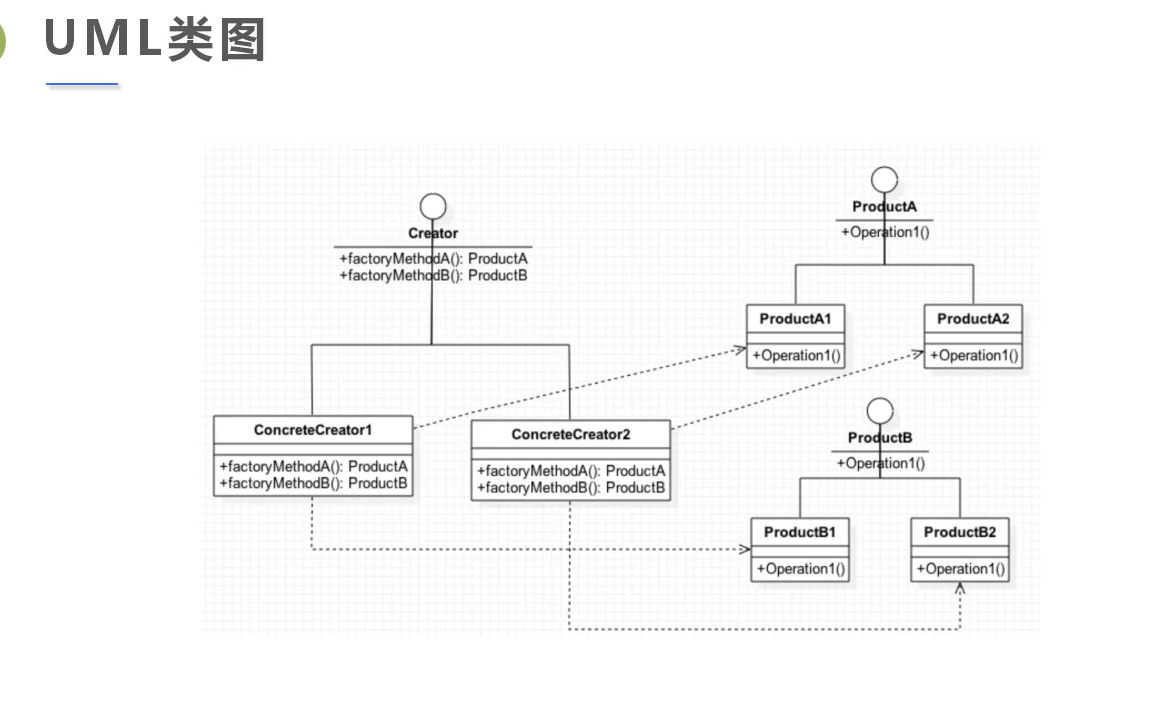 UML类图
Creator
+factoryMethodA(): ProductA
+factoryMethodB(): ProductB
ProductA
+Operation1()
ProductA1
+Operation1()
ProductA2
+Operation1()
ConcreteCreator1
+factoryMethodA(): ProductA
+factoryMethodB(): ProductB
ConcreteCreator2
+factoryMethodA(): ProductA
+factoryMethodB(): ProductB
ProductB
+Operation1()
ProductB1
+Operation1()
ProductB2
+Operation1()